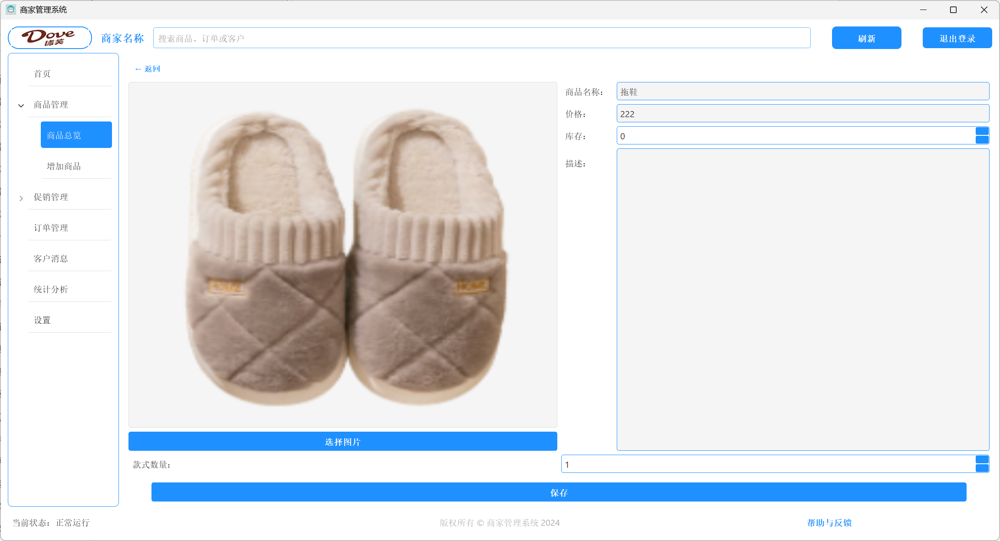 商家管理系统
Dove
德芙
商家名称
搜索商品、订单或客户
刷新
退出登录
首页
商品管理
商品总览
增加商品
促销管理
订单管理
客户消息
统计分析
设置
← 返回
HOME
HOME
选择图片
商品名称：
拖鞋
价格：
222
库存：
0
描述：
款式数量：
1
保存
当前状态：正常运行
版权所有 © 商家管理系统 2024
帮助与反馈